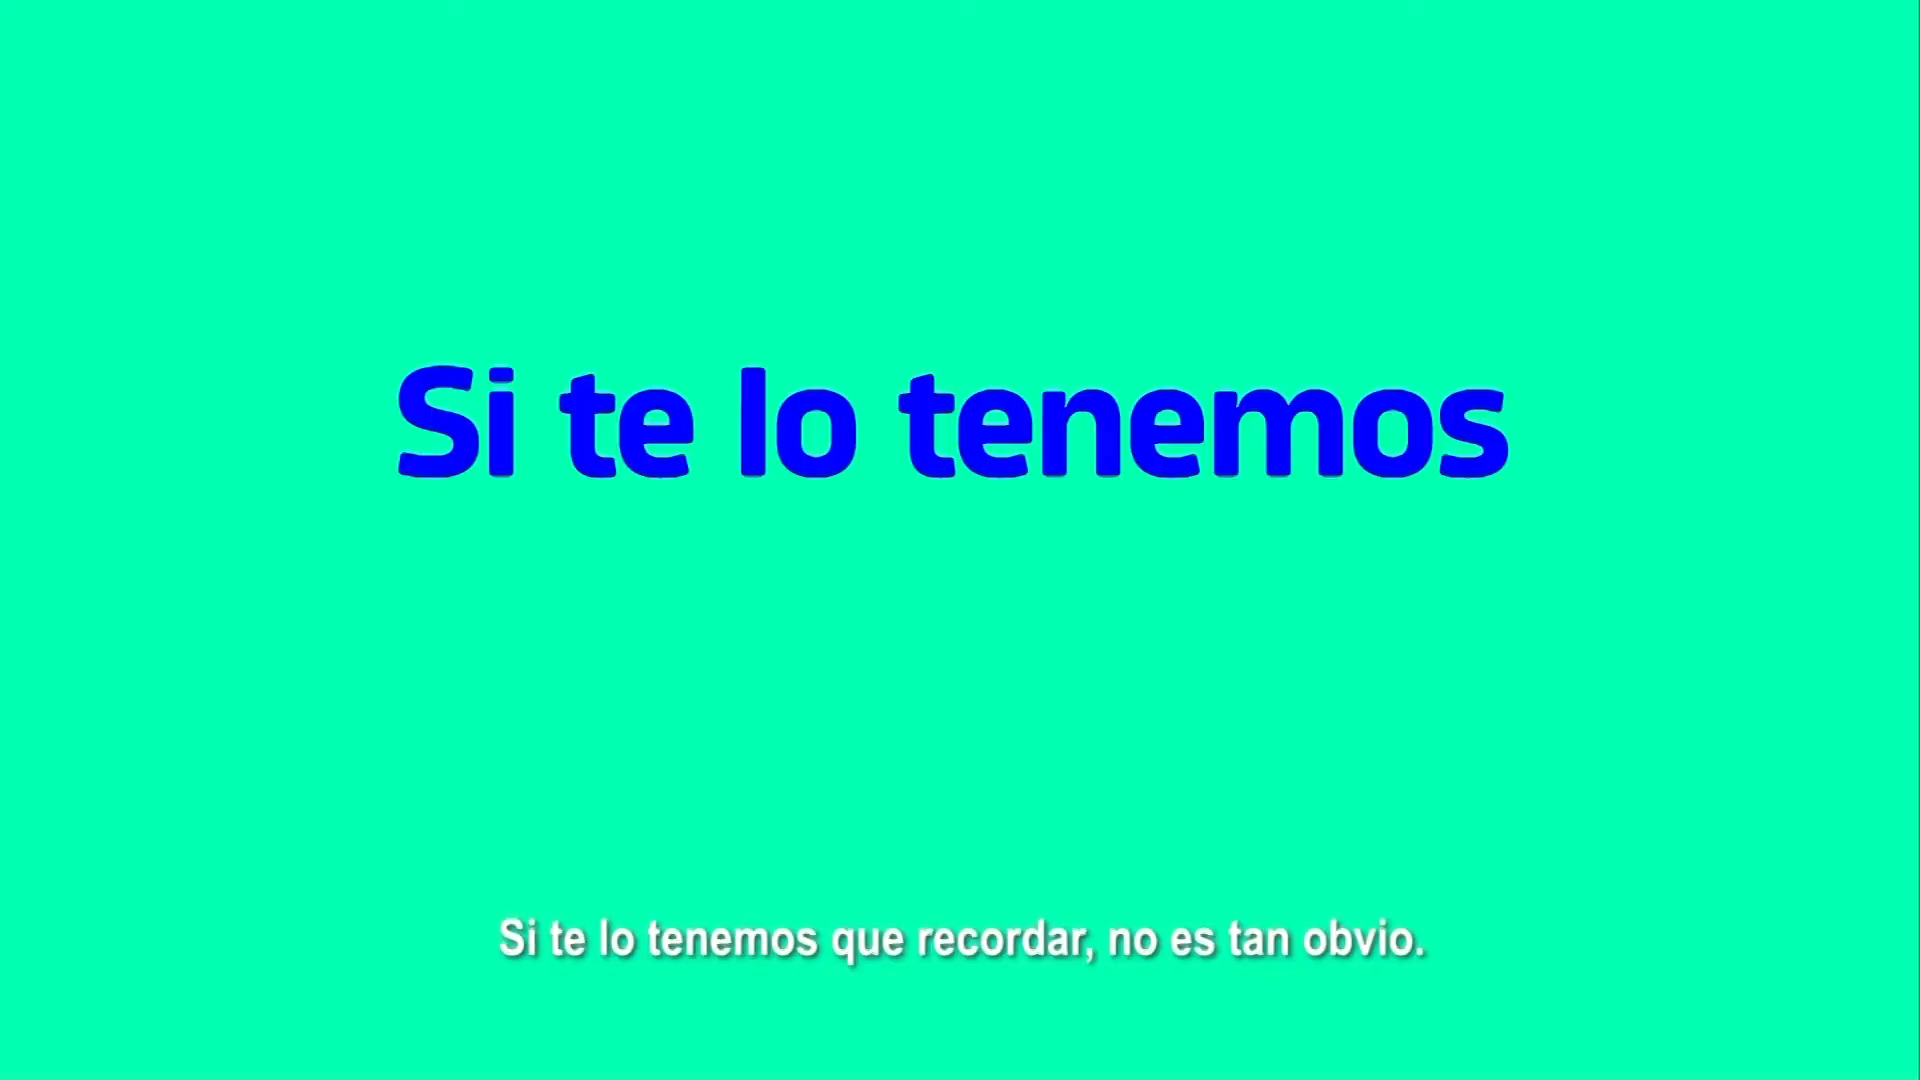 Si te lo tenemos
Si te lo tenemos que recordar, no es tan obvio.